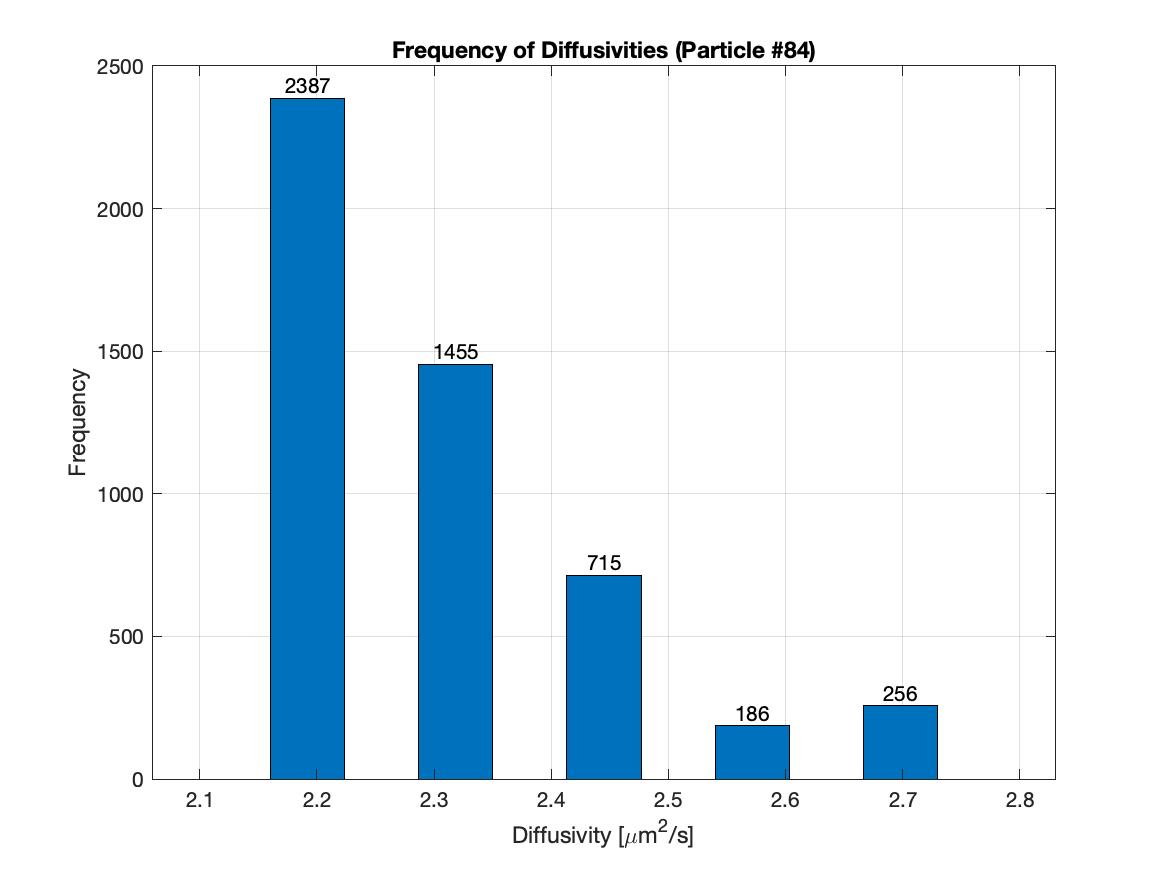 Frequency of Diffusivities (Particle #84)
2500
2387
2000
1500
1455
1000
715
500
256
186
0
2.1 2.2 2.3 2.4 2.5 2.6 2.7 2.8
Frequency
Diffusivity [μm²/s]